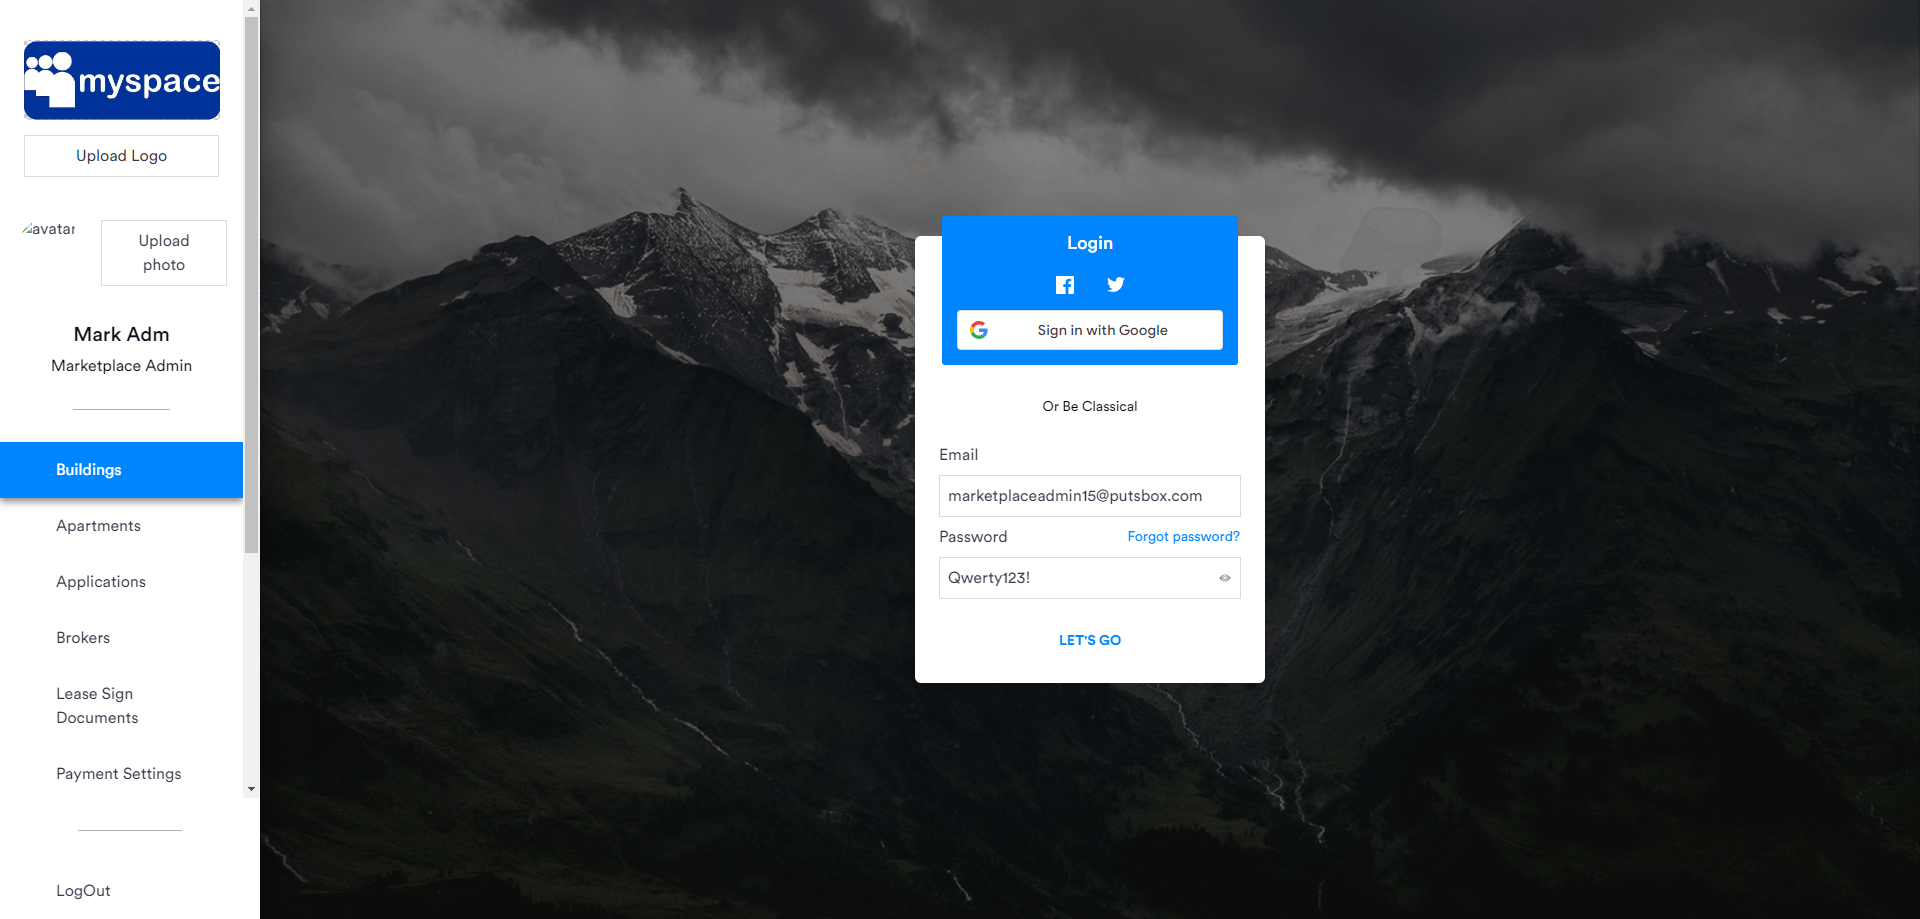 myspace
Upload Logo
avatar
Upload
photo
Mark Adm
Marketplace Admin
Buildings
Apartments
Applications
Brokers
Lease Sign
Documents
Payment Settings
LogOut
Login
Sign in with Google
Or Be Classical
Email
marketplaceadmin15@putsbox.com
Password
Forgot password?
Qwerty123!
LET'S GO